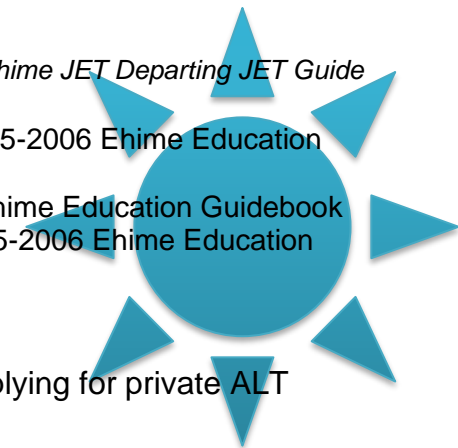 hime JET Departing JET Guide
5-2006 Ehime Education
hime Education Guidebook
5-2006 Ehime Education
plying for private ALT